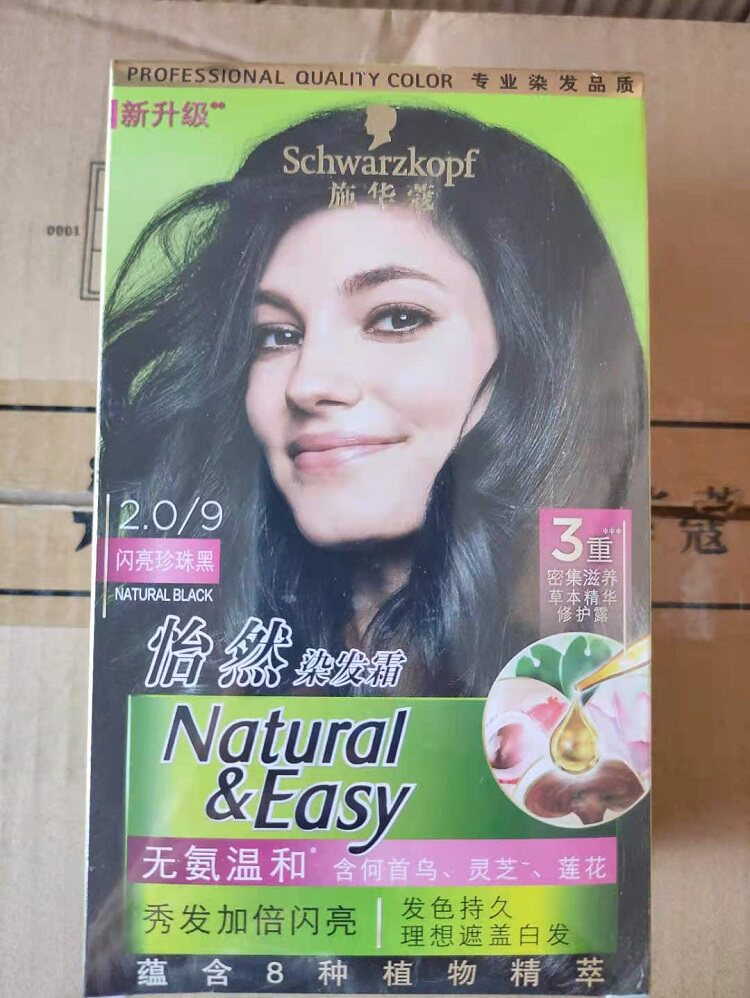 PROFESSIONAL QUALITY COLOR 专业染发品质
新升级**
Schwarzkopf
施华蔻
0001
2.0/9
闪亮珍珠黑
NATURAL BLACK
3重***
密集滋养
草本精华
修护露
蔻
怡然染发霜
Natural
&Easy
无氨温和* 含何首乌、灵芝~、莲花
秀发加倍闪亮
发色持久
理想遮盖白发
蕴含8种植物精萃